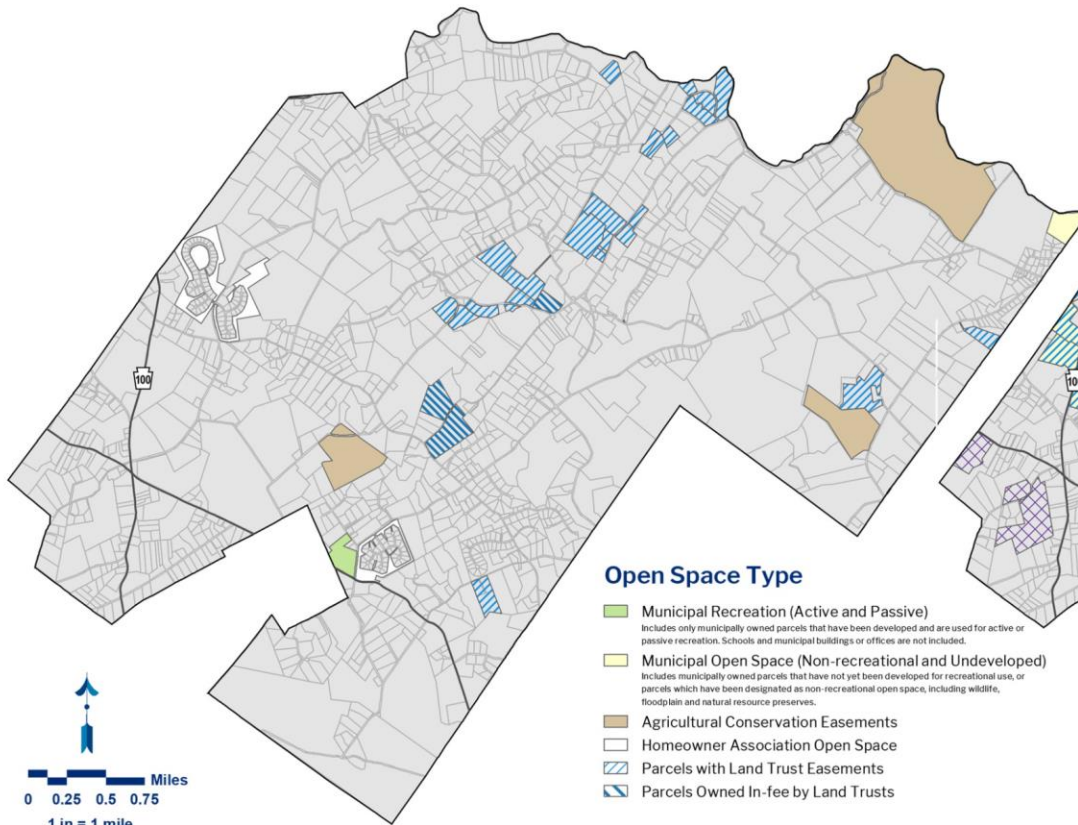 100
10
Open Space Type
Municipal Recreation (Active and Passive)
Includes only municipally owned parcels that have been developed and are used for active or
passive recreation. Schools and municipal buildings or offices are not included.
Municipal Open Space (Non-recreational and Undeveloped)
Includes municipally owned parcels that have not yet been developed for recreational use, or
parcels which have been designated as non-recreational open space, including wildlife,
floodplain and natural resource preserves.
Agricultural Conservation Easements
Homeowner Association Open Space
Parcels with Land Trust Easements
Parcels Owned In-fee by Land Trusts
Miles
0 0.25 0.5 0.75
1 in = 1 mile